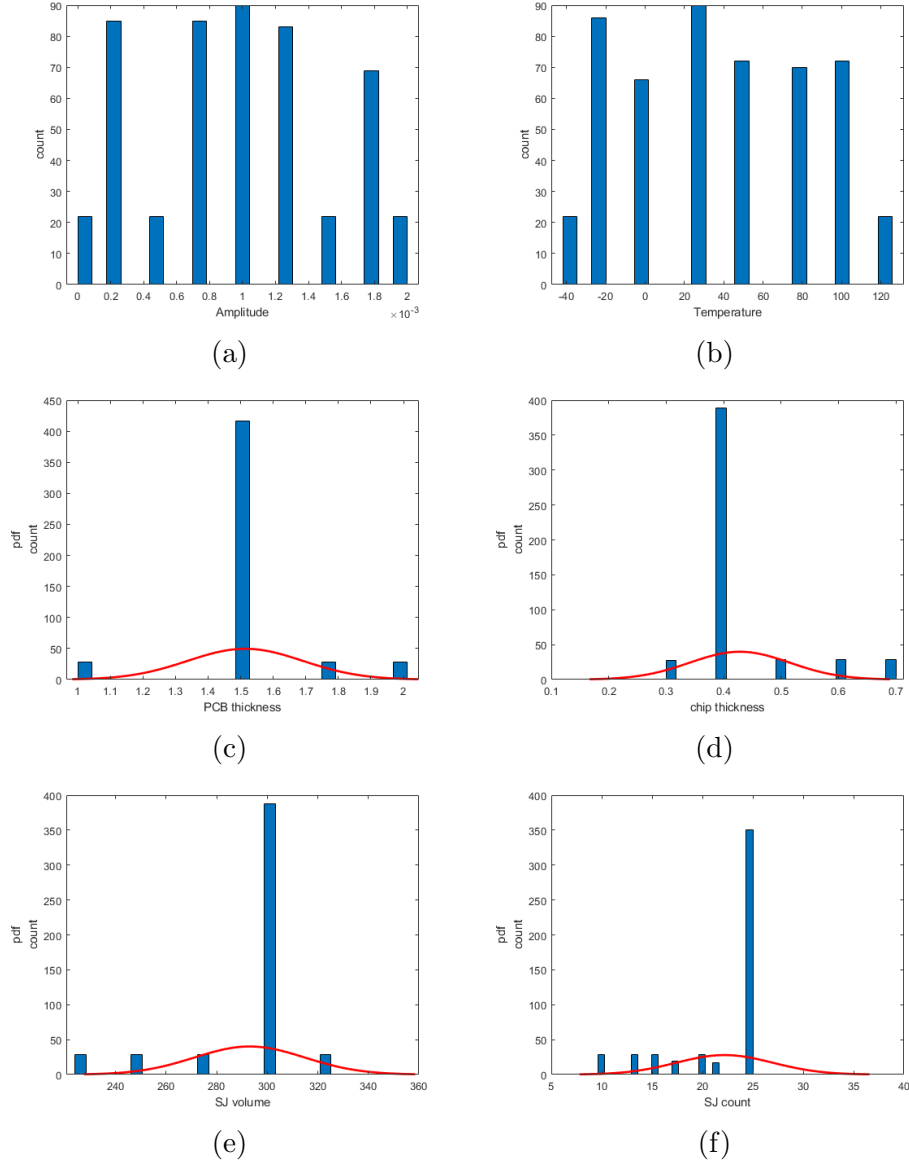 90
80
70
60
50
40
30
20
10
0
count
0 0.2 0.4 0.6 0.8 1 1.2 1.4 1.6 1.8 2
Amplitude
×10⁻³
(a)
90
80
70
60
50
40
30
20
10
0
count
-40 -20 0 20 40 60 80 100 120
Temperature
(b)
450
400
350
300
250
200
150
100
50
0
pdf
count
1 1.1 1.2 1.3 1.4 1.5 1.6 1.7 1.8 1.9 2
PCB thickness
(c)
400
350
300
250
200
150
100
50
0
pdf
count
0.1 0.2 0.3 0.4 0.5 0.6 0.7
chip thickness
(d)
400
350
300
250
200
150
100
50
0
pdf
count
240 260 280 300 320 340 360
SJ volume
(e)
400
350
300
250
200
150
100
50
0
pdf
count
5 10 15 20 25 30 35 40
SJ count
(f)